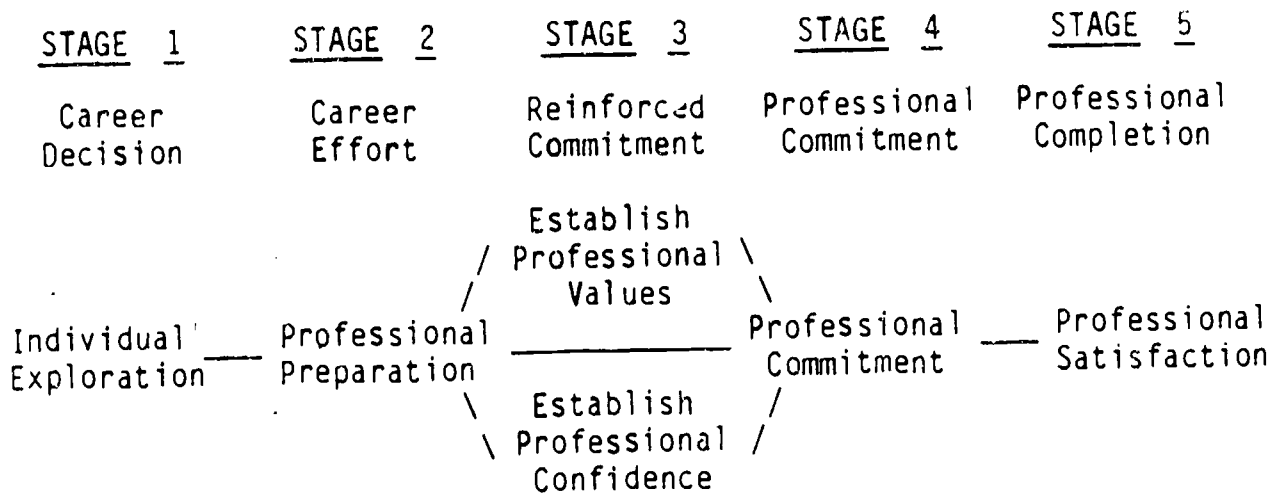 STAGE 1 STAGE 2 STAGE 3 STAGE 4 STAGE 5
Career Career Reinforced Professional Professional
Decision Effort Commitment Commitment Completion
Establish
Professional
Values
Individual Professional Professional Professional
Exploration Preparation Commitment Satisfaction
Establish
Professional
Confidence